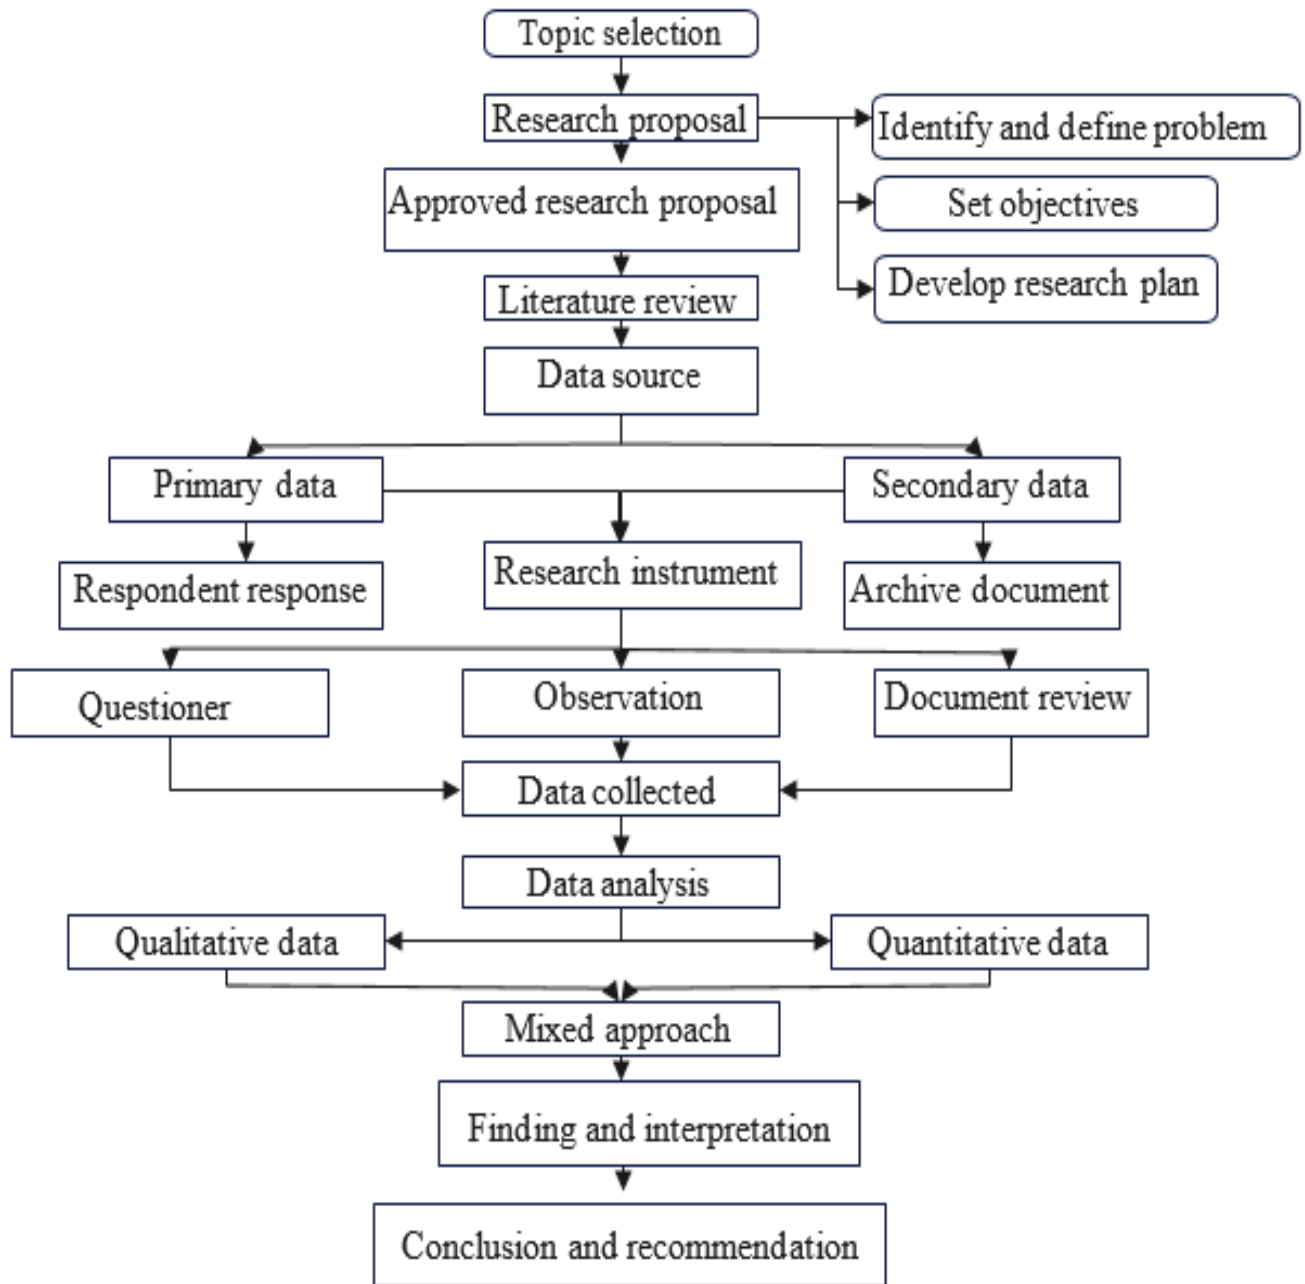 Topic selection
Research proposal
Identify and define problem
Approved research proposal
Set objectives
Develop research plan
Literature review
Data source
Primary data
Secondary data
Respondent response
Research instrument
Archive document
Questioner
Observation
Document review
Data collected
Data analysis
Qualitative data
Quantitative data
Mixed approach
Finding and interpretation
Conclusion and recommendation